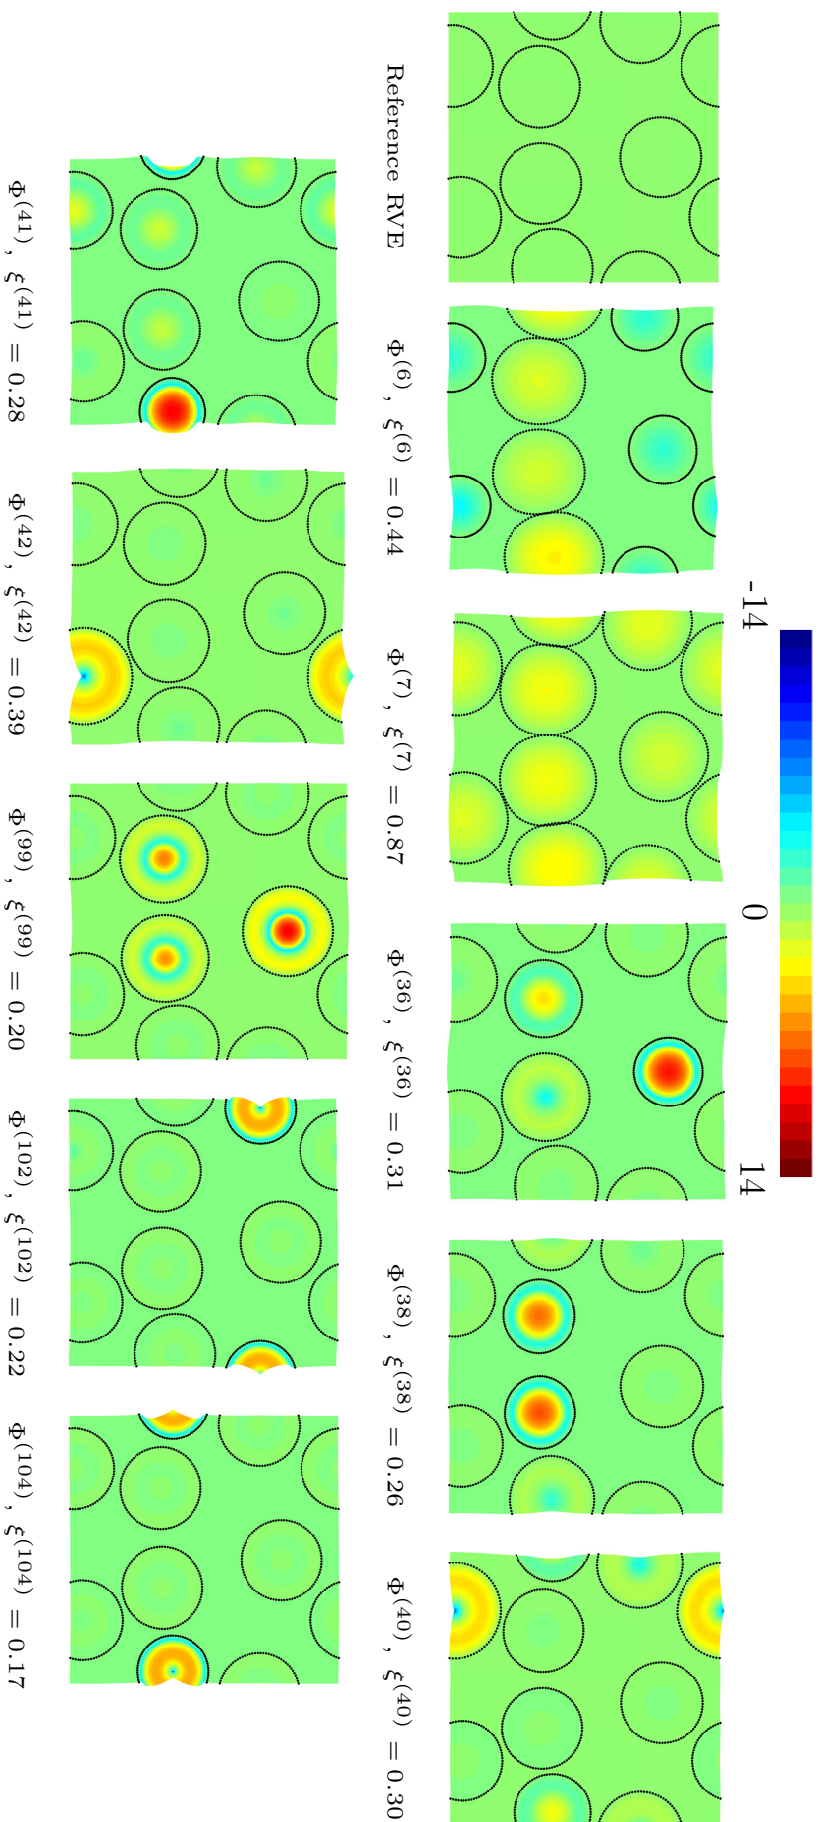 -14
0
14
Reference RVE
Φ(6), ξ(6) = 0.44
Φ(7), ξ(7) = 0.87
Φ(36), ξ(36) = 0.31
Φ(38), ξ(38) = 0.26
Φ(40), ξ(40) = 0.30
Φ(41), ξ(41) = 0.28
Φ(42), ξ(42) = 0.39
Φ(99), ξ(99) = 0.20
Φ(102), ξ(102) = 0.22
Φ(104), ξ(104) = 0.17